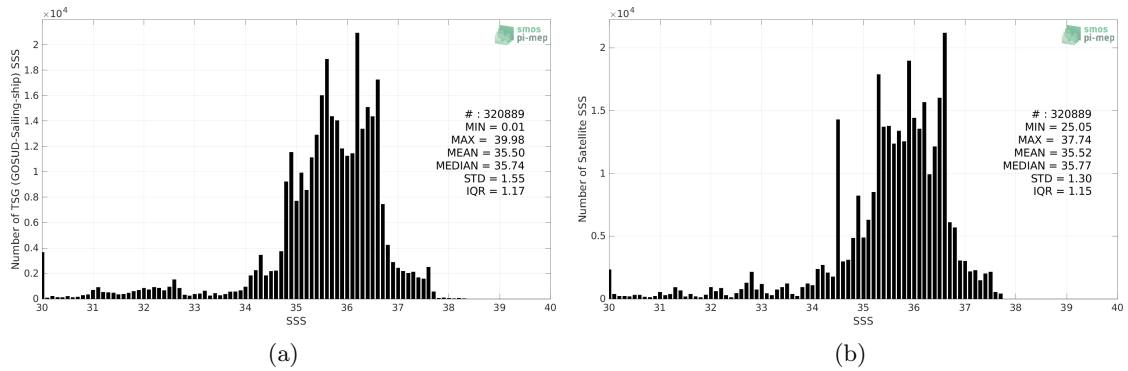 ×10⁴
smos
pi-mep
Number of TSG (GOSUD-Sailing-ship) SSS
2
1.8
1.6
1.4
1.2
1
0.8
0.6
0.4
0.2
0
# : 320889
MIN = 0.01
MAX = 39.98
MEAN = 35.50
MEDIAN = 35.74
STD = 1.55
IQR = 1.17
30 31 32 33 34 35 36 37 38 39 40
SSS
(a)
×10⁴
smos
pi-mep
Number of Satellite SSS
2
1.5
1
0.5
0
# : 320889
MIN = 25.05
MAX = 37.74
MEAN = 35.52
MEDIAN = 35.77
STD = 1.30
IQR = 1.15
30 31 32 33 34 35 36 37 38 39 40
SSS
(b)